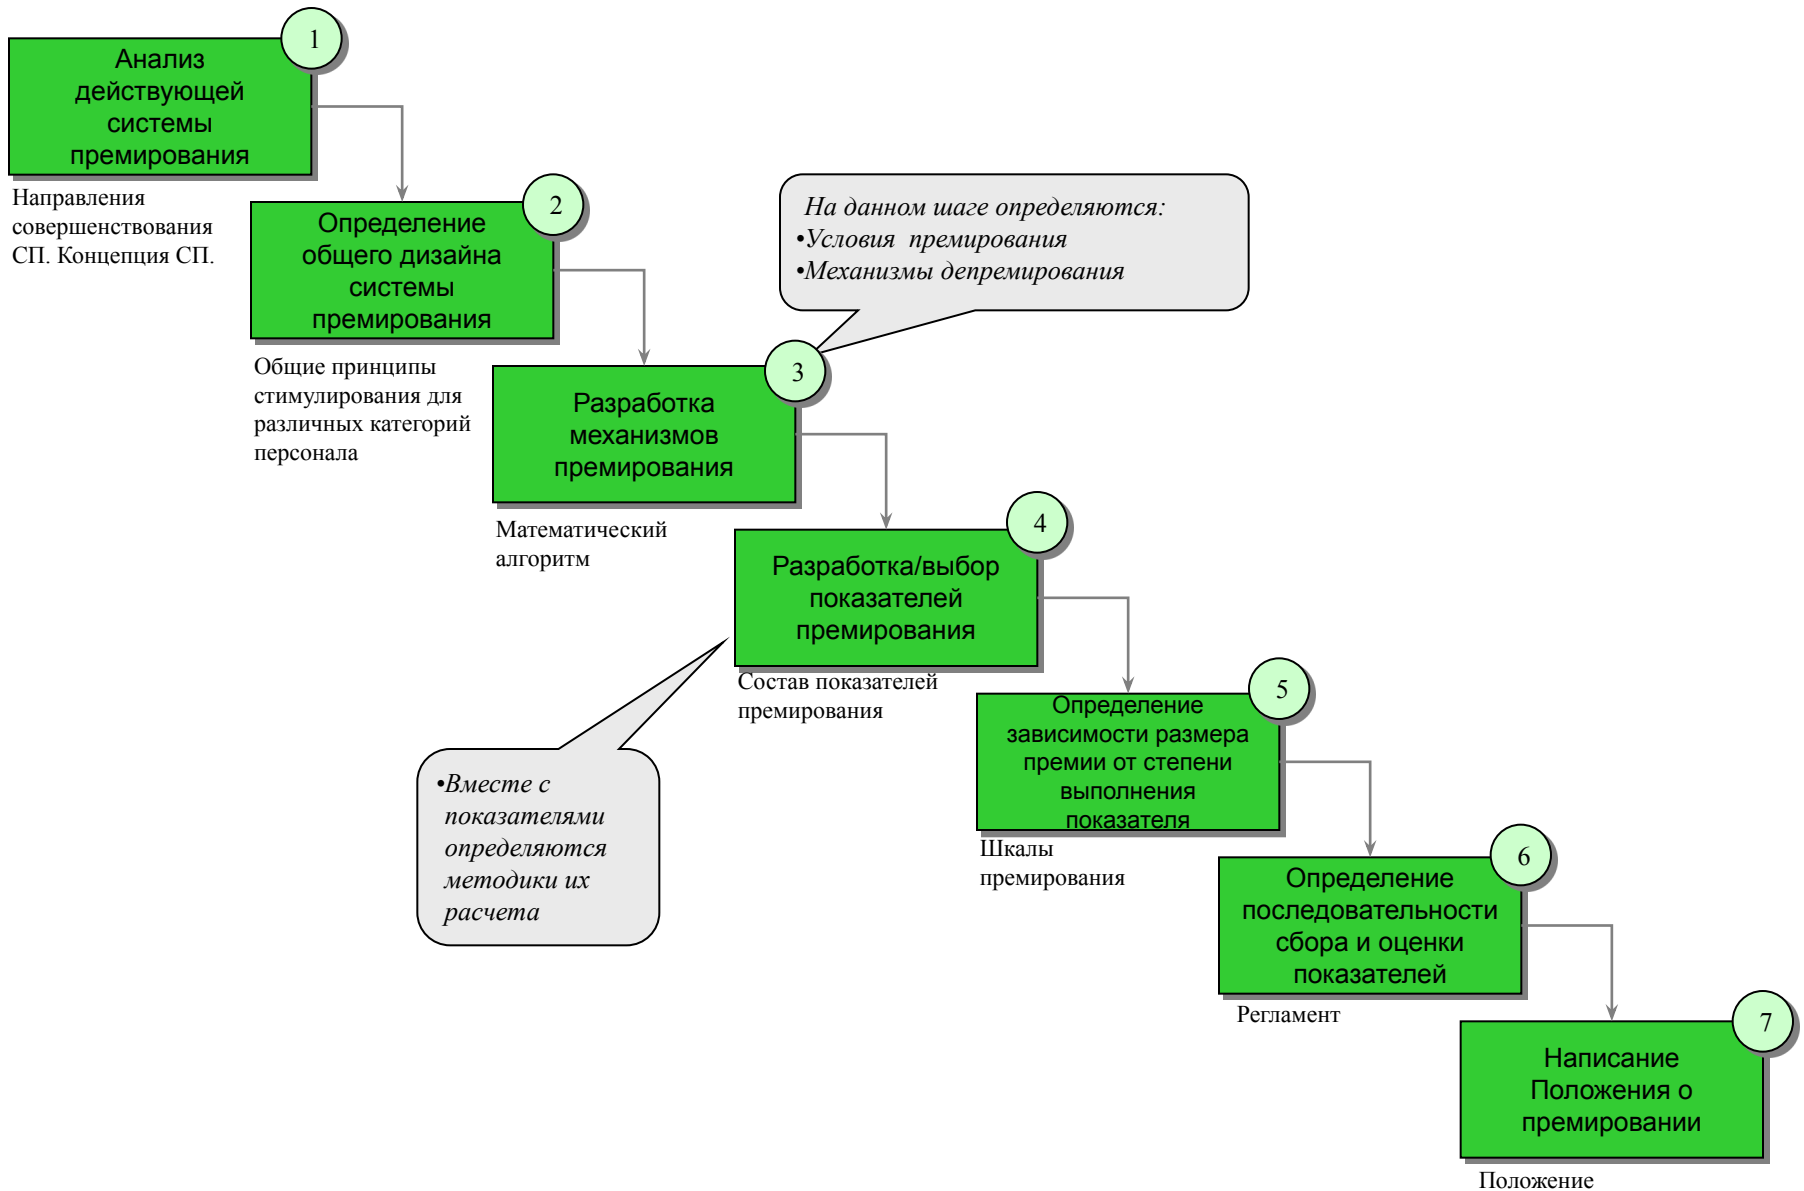 1
Анализ
действующей
системы
премирования
Направления
совершенствования
СП. Концепция СП.
2
Определение
общего дизайна
системы
премирования
Общие принципы
стимулирования для
различных категорий
персонала
На данном шаге определяются:
•Условия  премирования
•Механизмы депремирования
3
Разработка
механизмов
премирования
Математический
алгоритм
4
Разработка/выбор
показателей
премирования
Состав показателей
премирования
•Вместе с
показателями
определяются
методики их
расчета
5
Определение
зависимости размера
премии от степени
выполнения
показателя
Шкалы
премирования
6
Определение
последовательности
сбора и оценки
показателей
Регламент
7
Написание
Положения о
премировании
Положение